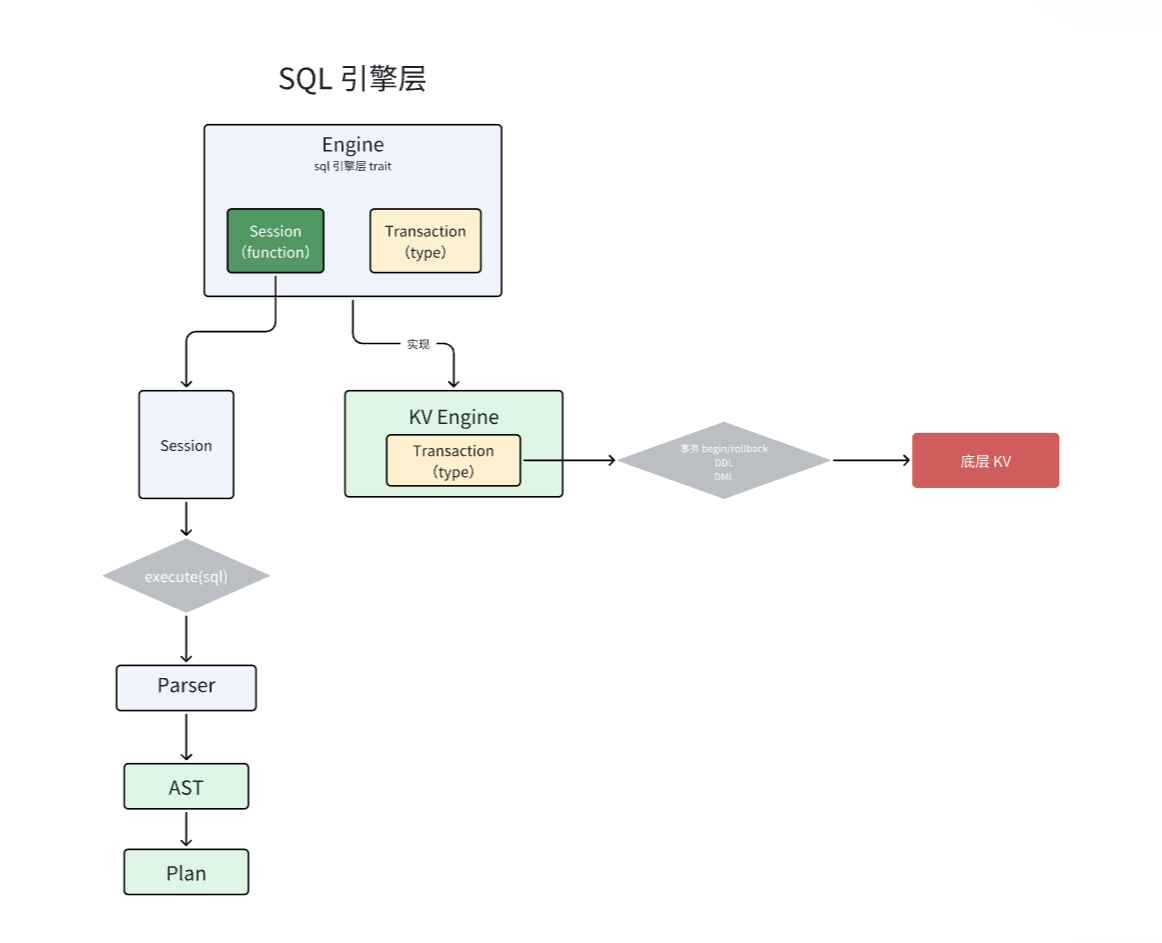 SQL 引擎层
Engine
sql 引擎层 trait
Session
（function）
Transaction
（type）
实现
Session
KV Engine
Transaction
（type）
事务 begin/rollback
DDL
DML
底层 KV
execute(sql)
Parser
AST
Plan